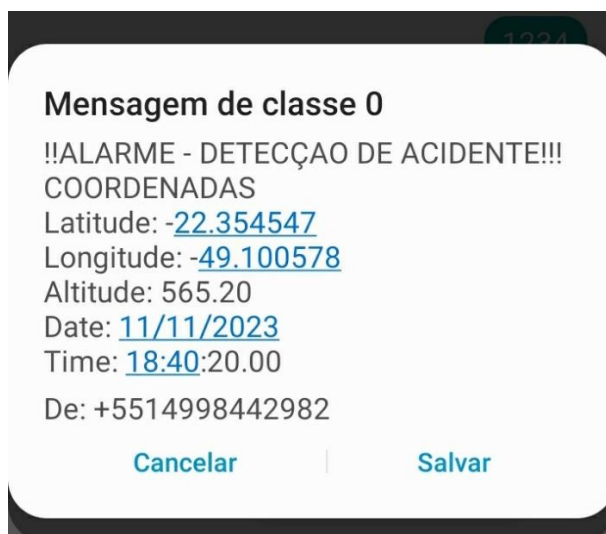 1234
Mensagem de classe 0
!!ALARME - DETECÇAO DE ACIDENTE!!!
COORDENADAS
Latitude: -22.354547
Longitude: -49.100578
Altitude: 565.20
Date: 11/11/2023
Time: 18:40:20.00
De: +5514998442982
Cancelar
Salvar